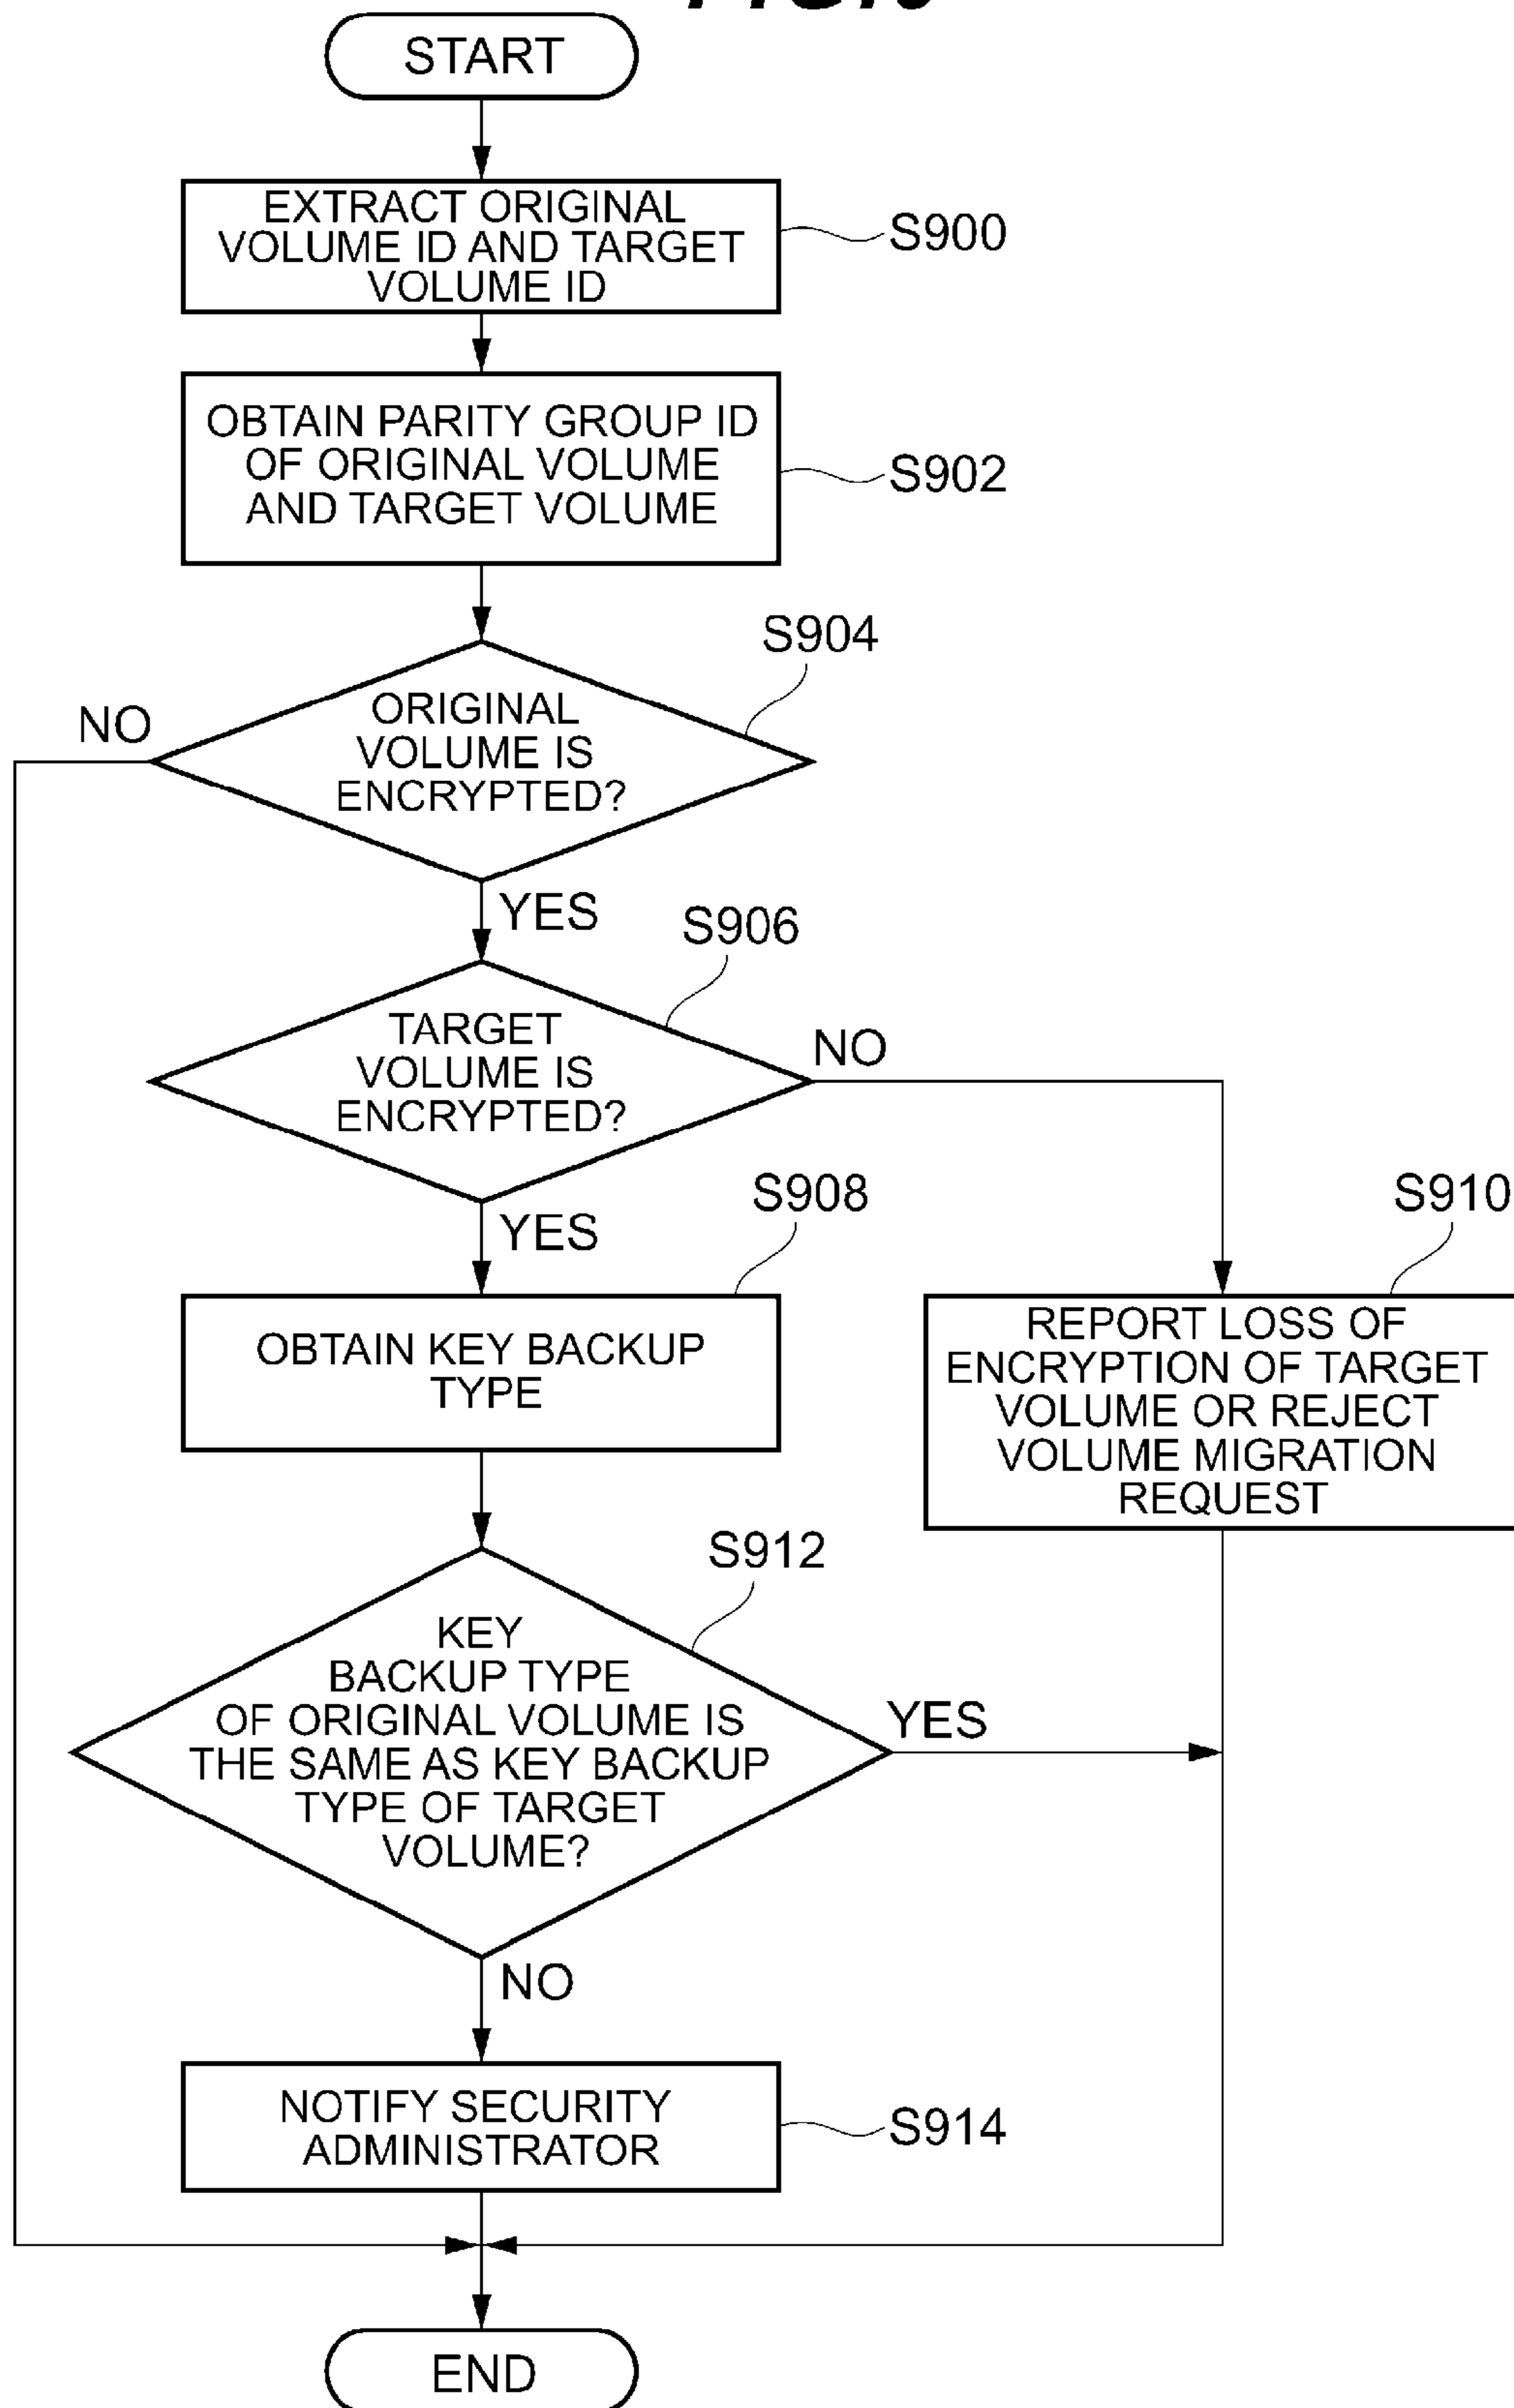 START
EXTRACT ORIGINAL
VOLUME ID AND TARGET
VOLUME ID
S900
OBTAIN PARITY GROUP ID
OF ORIGINAL VOLUME
AND TARGET VOLUME
S902
S904
NO
ORIGINAL
VOLUME IS
ENCRYPTED?
YES
S906
TARGET
VOLUME IS
ENCRYPTED?
NO
YES
S908
S910
OBTAIN KEY BACKUP
TYPE
REPORT LOSS OF
ENCRYPTION OF TARGET
VOLUME OR REJECT
VOLUME MIGRATION
REQUEST
S912
KEY
BACKUP TYPE
OF ORIGINAL VOLUME IS
THE SAME AS KEY BACKUP
TYPE OF TARGET
VOLUME?
YES
NO
NOTIFY SECURITY
ADMINISTRATOR
S914
END